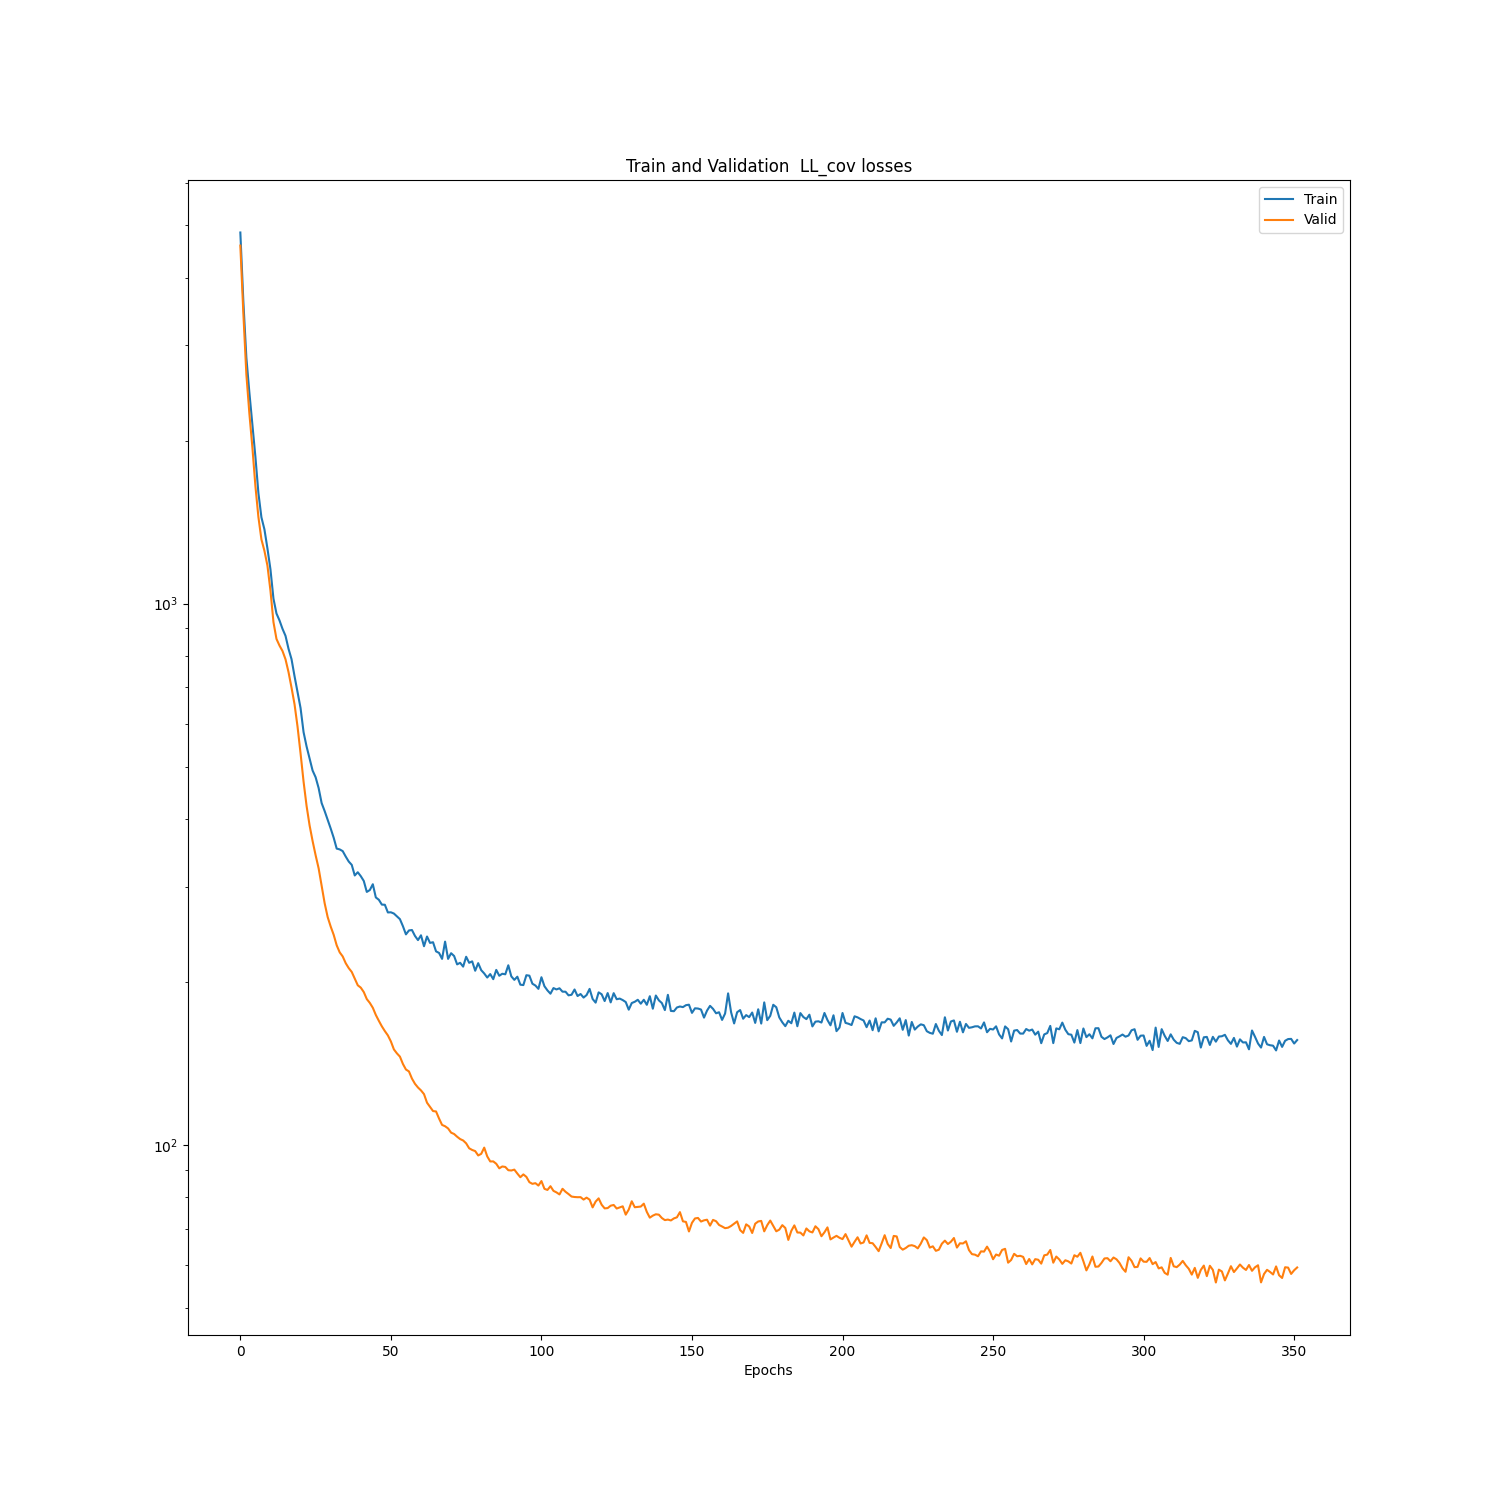 Train and Validation  LL_cov losses
Train
Valid
10³
10²
0 50 100 150 200 250 300 350
Epochs